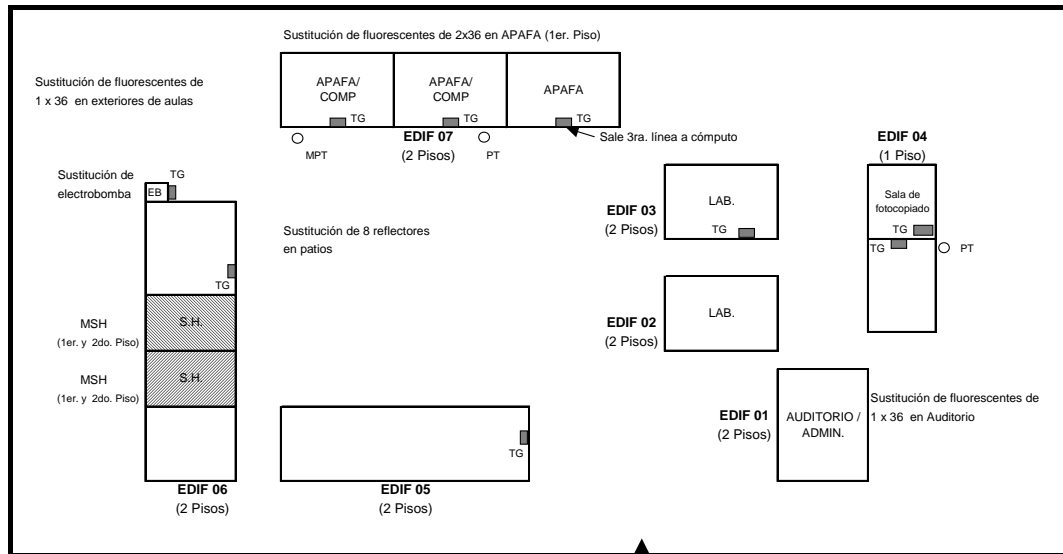 Sustitución de fluorescentes de 2x36 en APAFA (1er. Piso)
Sustitución de fluorescentes de
1 x 36 en exteriores de aulas
APAFA/
COMP
TG
APAFA/
COMP
TG
APAFA
TG
MPT
EDIF 07
(2 Pisos)
PT
Sale 3ra. línea a cómputo
EDIF 04
(1 Piso)
Sala de
fotocopiado
TG
TG
PT
Sustitución de
electrobomba
EB
TG
TG
Sustitución de 8 reflectores
en patios
EDIF 03
(2 Pisos)
LAB.
TG
EDIF 02
(2 Pisos)
LAB.
MSH
(1er. y 2do. Piso)
S.H.
MSH
(1er. y 2do. Piso)
S.H.
EDIF 01
(2 Pisos)
AUDITORIO /
ADMIN.
Sustitución de fluorescentes de
1 x 36 en Auditorio
TG
EDIF 06
(2 Pisos)
EDIF 05
(2 Pisos)